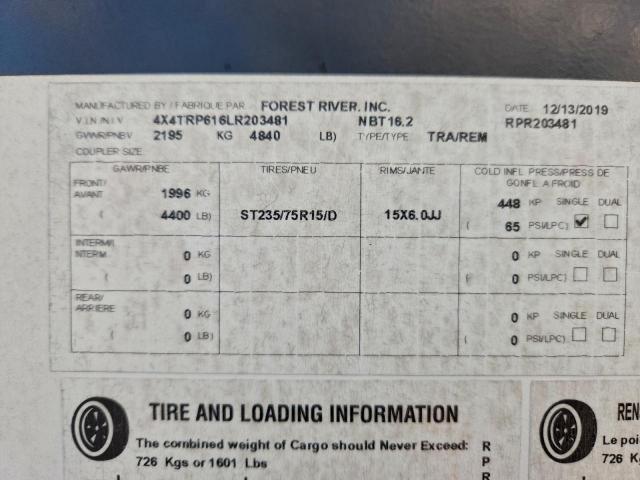 MANUFACTURED BY / FABRIQUE PAR FOREST RIVER, INC. DATE 12/13/2019
V.I.N./N.I.V. 4X4TRP616LR203481 NBT16.2 RPR203481
GVWR/PNBV 2195 KG 4840 LB) TYPE/TYPE TRA/REM
COUPLER SIZE
GAWR/PNBE TIRES/PNEU RIMS/JANTE COLD INFL PRESS/PRESS DE
GONFL A FROID
FRONT/
AVANT 1996 KG 448 KP SINGLE DUAL
( 4400 LB) ST235/75R15/D 15X6.0JJ ( 65 PSI/LPC)
INTERM/
INTERM 0 KG 0 KP SINGLE DUAL
( 0 LB) ( 0 PSI/LPC)
REAR/
ARRIERE 0 KG 0 KP SINGLE DUAL
( 0 LB) ( 0 PSI/LPC)
TIRE AND LOADING INFORMATION REN
The combined weight of Cargo should Never Exceed: R Le poi
726 Kgs or 1601 Lbs P 726 K
R